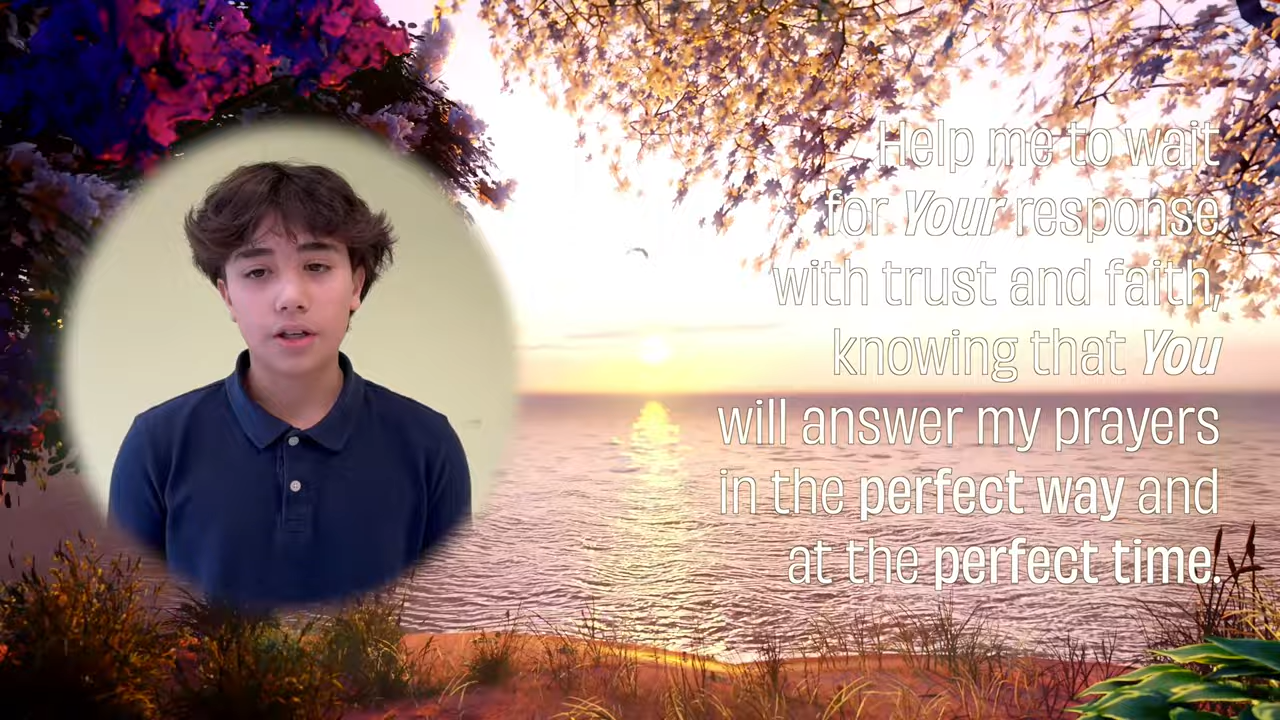 Help me to wait
for Your response
with trust and faith,
knowing that You
will answer my prayers
in the perfect way and
at the perfect time.